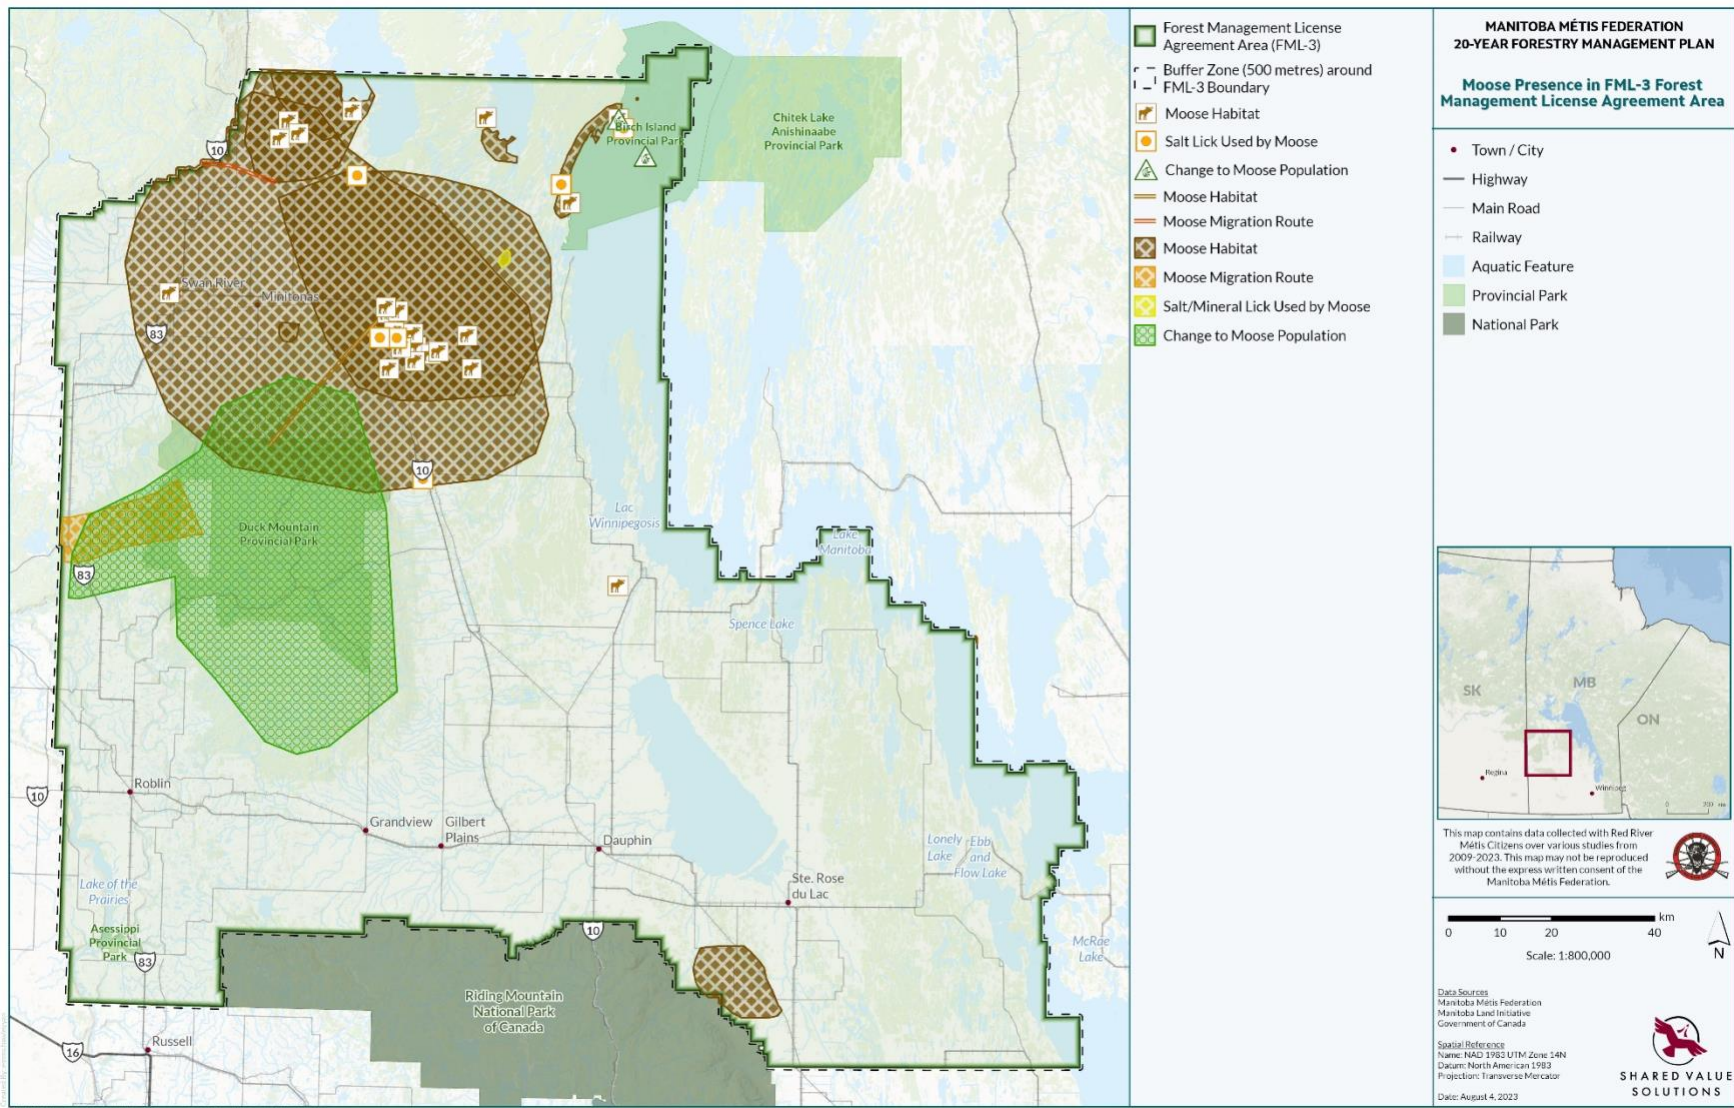 10
Birch Island
Provincial Park
Chitek Lake
Anishinaabe
Provincial Park
Swan River
Minitonas
83
10
Lac
Winnipegosis
Duck Mountain
Provincial Park
Lake
Manitoba
83
Spence Lake
Roblin
10
Grandview
Gilbert
Plains
Dauphin
Lonely
Lake
Ebb
and
Flow Lake
Ste. Rose
du Lac
Lake of the
Prairies
Asessippi
Provincial
Park
83
10
McRae
Lake
Riding Mountain
National Park
of Canada
Russell
16
Forest Management License
Agreement Area (FML-3)
Buffer Zone (500 metres) around
FML-3 Boundary
Moose Habitat
Salt Lick Used by Moose
Change to Moose Population
Moose Habitat
Moose Migration Route
Moose Habitat
Moose Migration Route
Salt/Mineral Lick Used by Moose
Change to Moose Population
MANITOBA MÉTIS FEDERATION
20-YEAR FORESTRY MANAGEMENT PLAN
Moose Presence in FML-3 Forest
Management License Agreement Area
Town / City
Highway
Main Road
Railway
Aquatic Feature
Provincial Park
National Park
SK
MB
ON
Regina
Winnipeg
This map contains data collected with Red River
Métis Citizens over various studies from
2009-2023. This map may not be reproduced
without the express written consent of the
Manitoba Métis Federation.
km
0 10 20 40
Scale: 1:800,000
N
Data Sources
Manitoba Métis Federation
Manitoba Land Initiative
Government of Canada
Spatial Reference
Name: NAD 1983 UTM Zone 14N
Datum: North American 1983
Projection: Transverse Mercator
Date: August 4, 2023
SHARED VALUE
SOLUTIONS